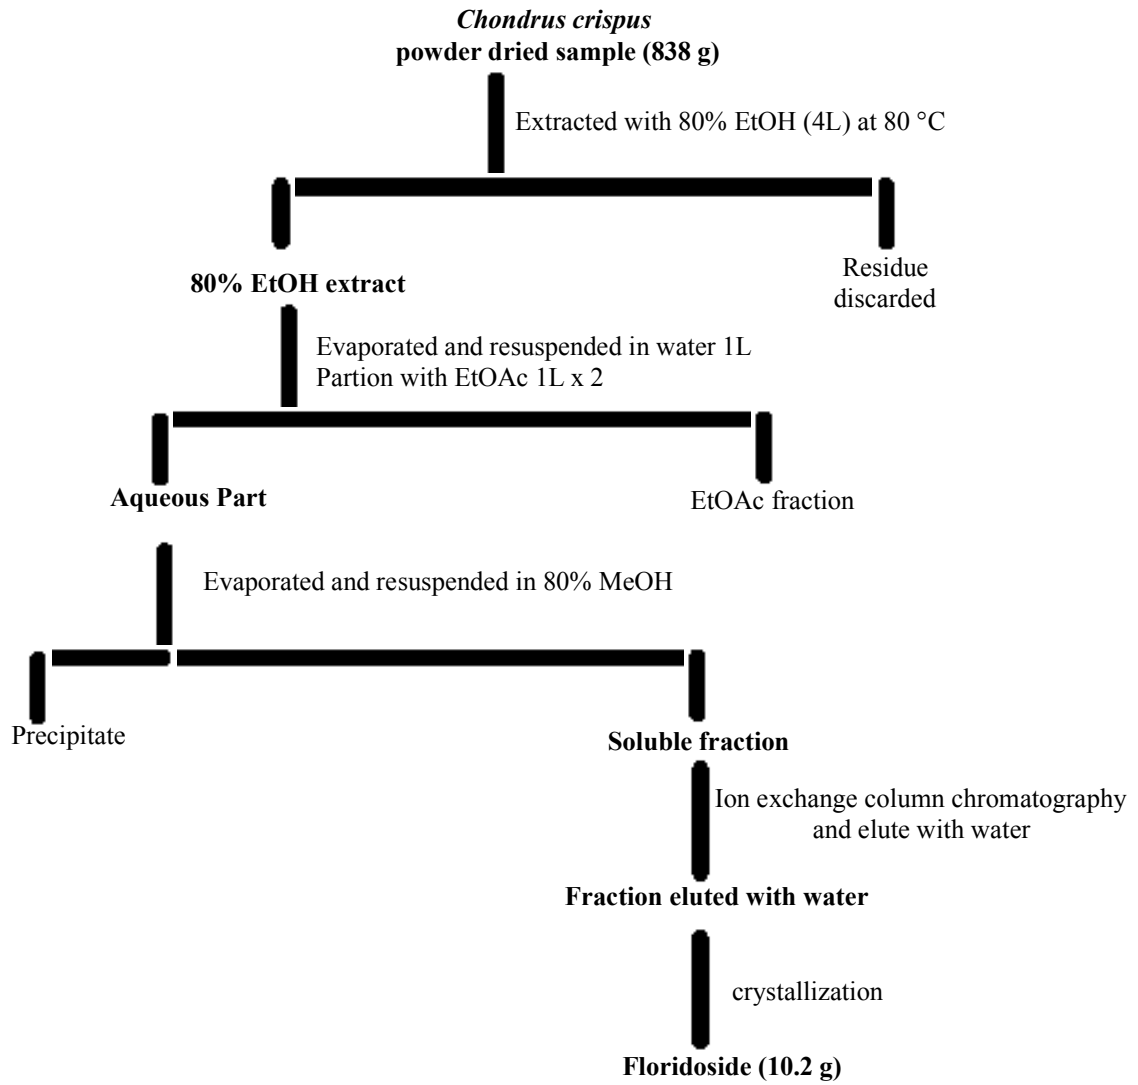 Chondrus crispus
powder dried sample (838 g)
Extracted with 80% EtOH (4L) at 80 °C
80% EtOH extract
Residue
discarded
Evaporated and resuspended in water 1L
Partion with EtOAc 1L x 2
Aqueous Part
EtOAc fraction
Evaporated and resuspended in 80% MeOH
Precipitate
Soluble fraction
Ion exchange column chromatography
and elute with water
Fraction eluted with water
crystallization
Floridoside (10.2 g)